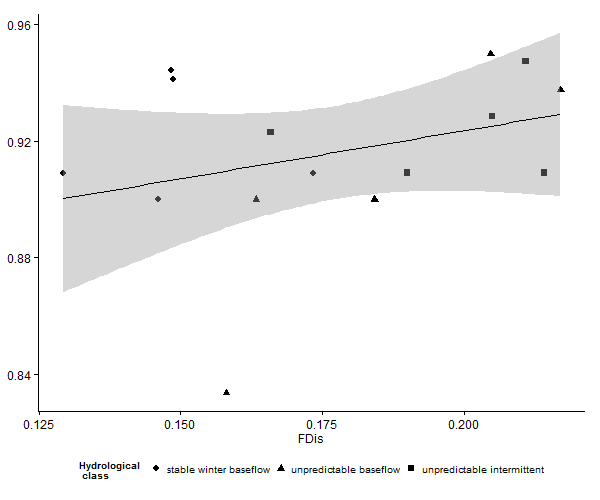 0.96
0.92
0.88
0.84
0.125 0.150 0.175 0.200
FDis
Hydrological
class
stable winter baseflow unpredictable baseflow unpredictable intermittent